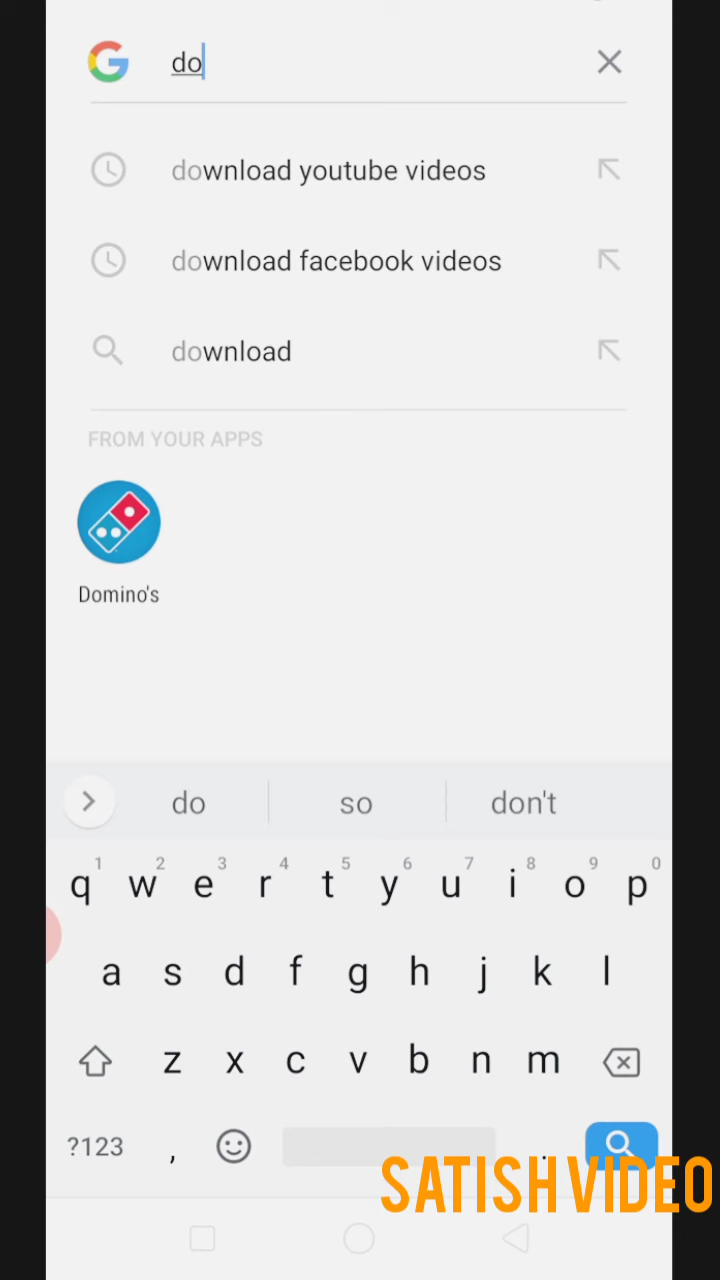 do
download youtube videos
download facebook videos
download
FROM YOUR APPS
Domino's
do so don't
1 2 3 4 5 6 7 8 9 0
q w e r t y u i o p
a s d f g h j k l
z x c v b n m
?123 , .
SATISH VIDEO